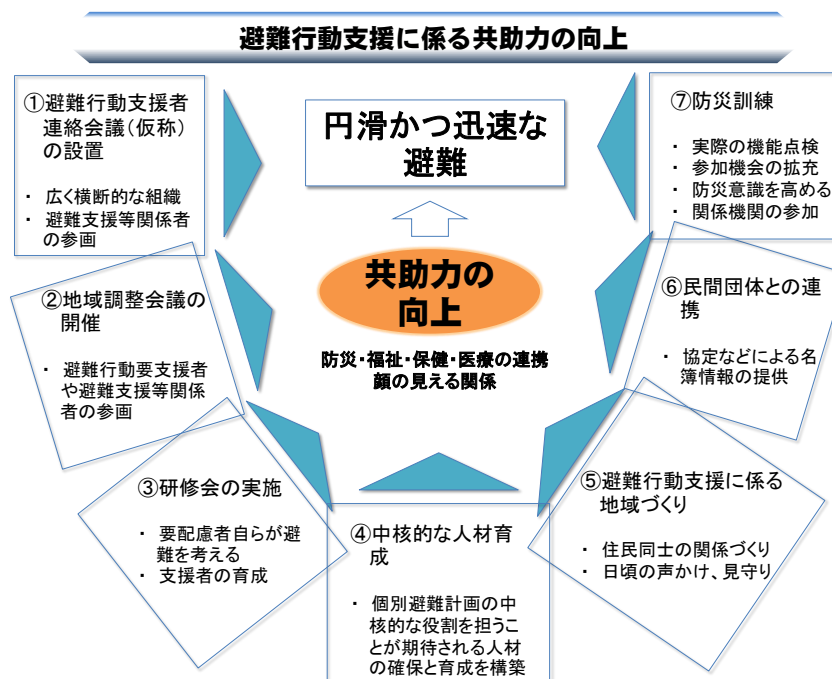 避難行動支援に係る共助力の向上
①避難行動支援者
連絡会議(仮称)
の設置
・ 広く横断的な組織
・ 避難支援等関係者
の参画
②地域調整会議の
開催
・ 避難行動要支援者
や避難支援等関係
者の参画
③研修会の実施
・ 要配慮者自らが避
難を考える
・ 支援者の育成
④中核的な人材育
成
・ 個別避難計画の中
核的な役割を担うこ
とが期待される人材
の確保と育成を構築
⑤避難行動支援に係る
地域づくり
・ 住民同士の関係づくり
・ 日頃の声かけ、見守り
⑥民間団体との連
携
・ 協定などによる名
簿情報の提供
⑦防災訓練
・ 実際の機能点検
・ 参加機会の拡充
・ 防災意識を高める
・ 関係機関の参加
円滑かつ迅速な
避難
共助力の
向上
防災・福祉・保健・医療の連携
顔の見える関係